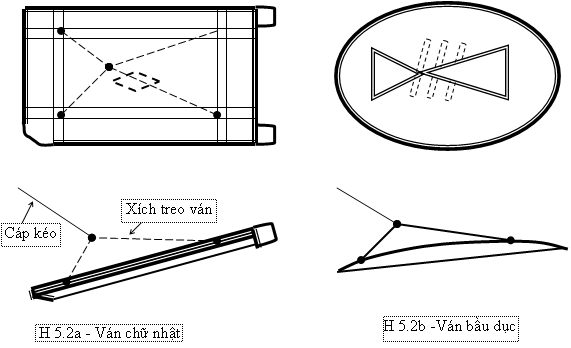 Xích treo ván
Cáp kéo
H 5.2a - Ván chữ nhật
H 5.2b -Ván bầu dục